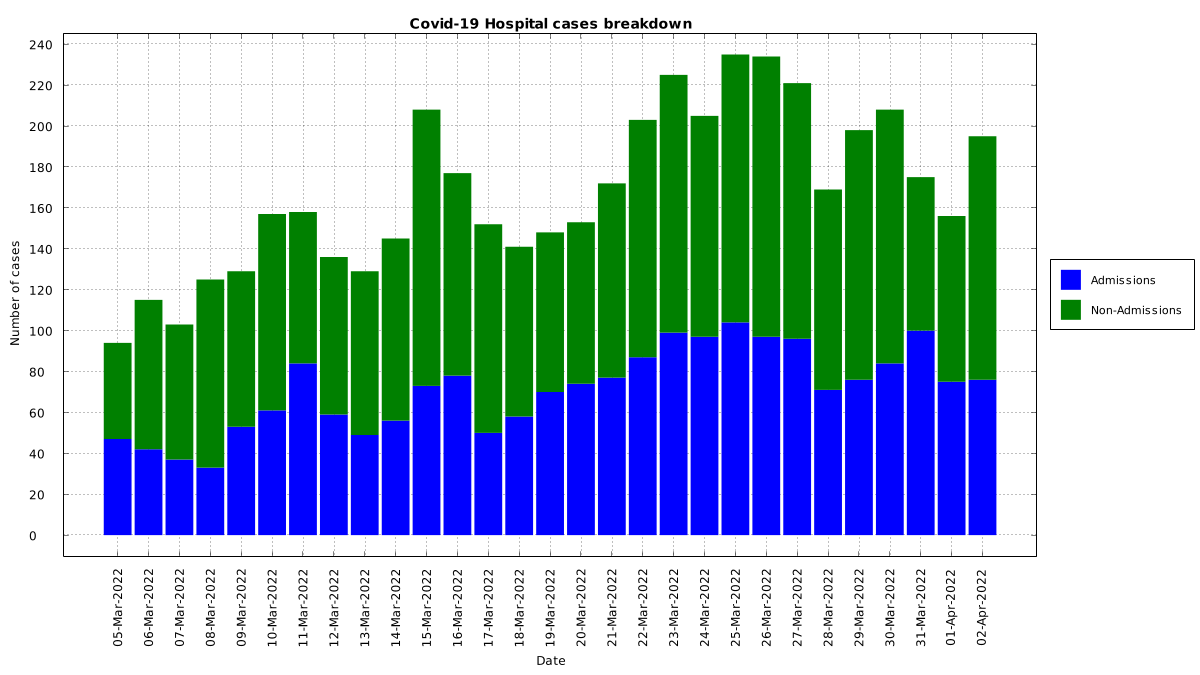 Covid-19 Hospital cases breakdown
240
220
200
180
160
140
120
100
80
60
40
20
0
Number of cases
Admissions
Non-Admissions
05-Mar-2022
06-Mar-2022
07-Mar-2022
08-Mar-2022
09-Mar-2022
10-Mar-2022
11-Mar-2022
12-Mar-2022
13-Mar-2022
14-Mar-2022
15-Mar-2022
16-Mar-2022
17-Mar-2022
18-Mar-2022
19-Mar-2022
20-Mar-2022
21-Mar-2022
22-Mar-2022
23-Mar-2022
24-Mar-2022
25-Mar-2022
26-Mar-2022
27-Mar-2022
28-Mar-2022
29-Mar-2022
30-Mar-2022
31-Mar-2022
01-Apr-2022
02-Apr-2022
Date